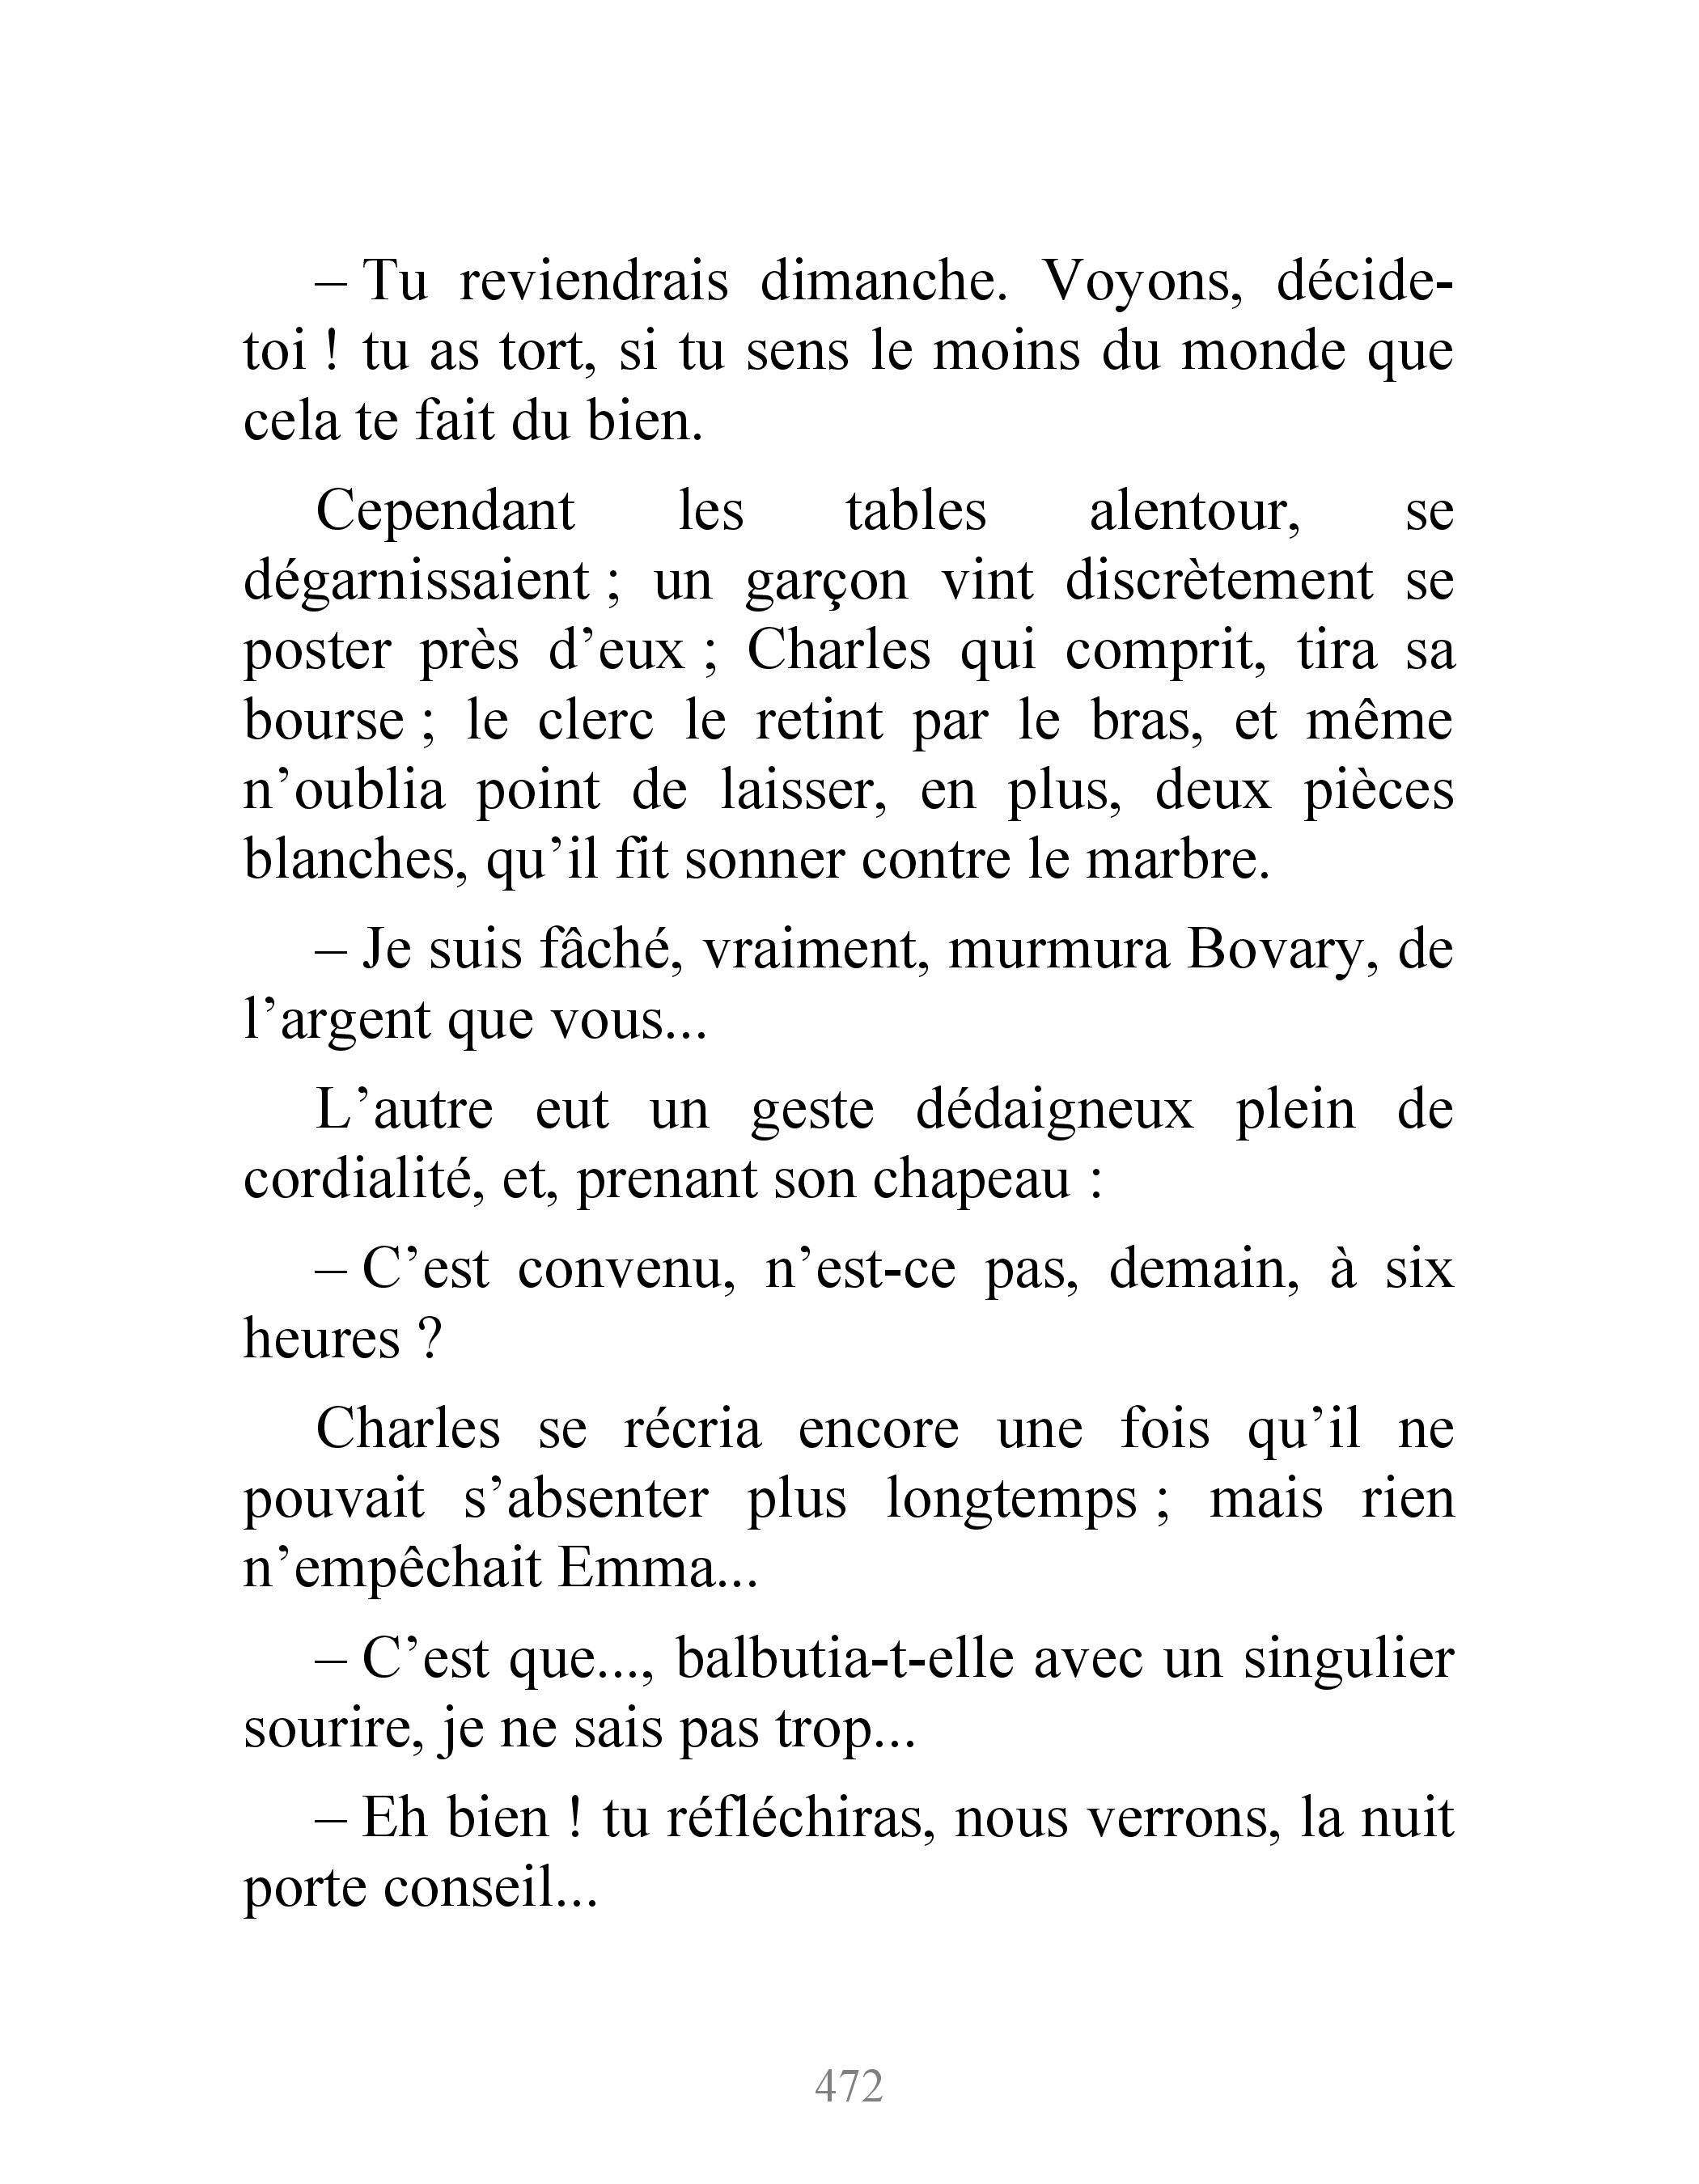 – Tu reviendrais dimanche. Voyons, décide-
toi ! tu as tort, si tu sens le moins du monde que
cela te fait du bien.
Cependant les tables alentour, se
dégarnissaient ; un garçon vint discrètement se
poster près d’eux ; Charles qui comprit, tira sa
bourse ; le clerc le retint par le bras, et même
n’oublia point de laisser, en plus, deux pièces
blanches, qu’il fit sonner contre le marbre.
– Je suis fâché, vraiment, murmura Bovary, de
l’argent que vous...
L’autre eut un geste dédaigneux plein de
cordialité, et, prenant son chapeau :
– C’est convenu, n’est-ce pas, demain, à six
heures ?
Charles se récria encore une fois qu’il ne
pouvait s’absenter plus longtemps ; mais rien
n’empêchait Emma...
– C’est que..., balbutia-t-elle avec un singulier
sourire, je ne sais pas trop...
– Eh bien ! tu réfléchiras, nous verrons, la nuit
porte conseil...
472